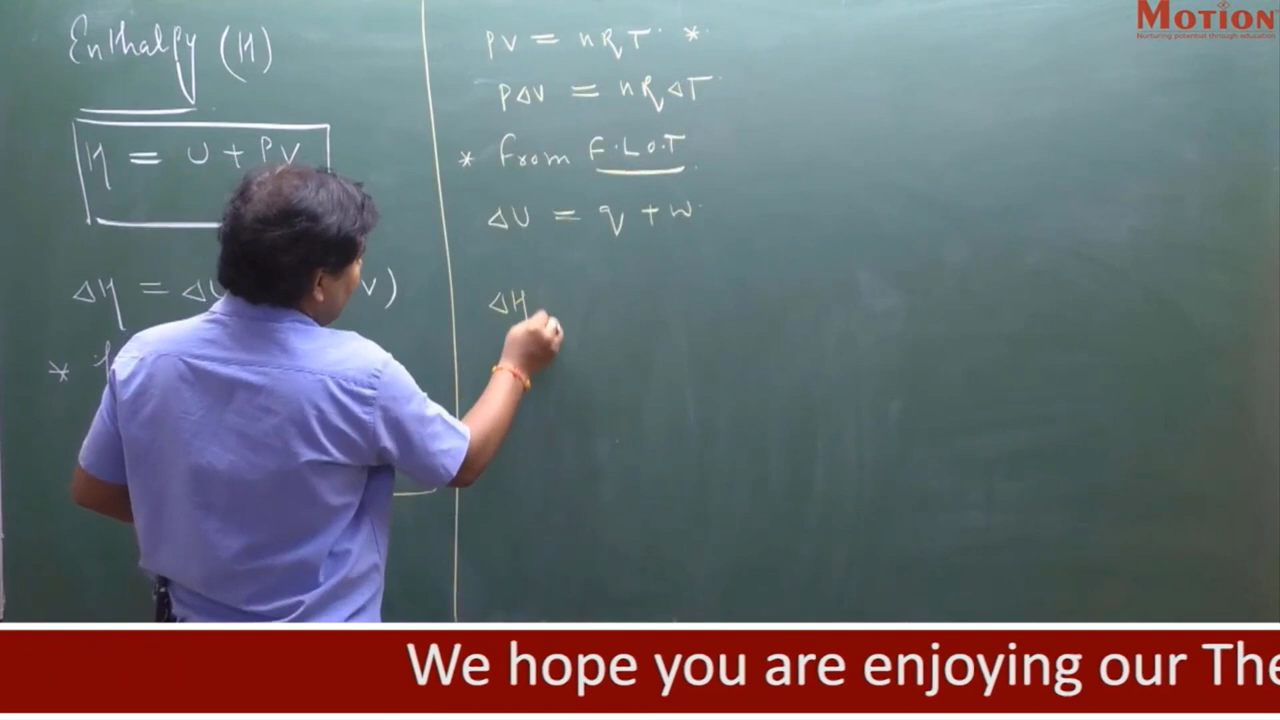 Enthalpy (H)
H = U + PV
ΔH = ΔU
V)
*
PV = nRT *
PΔV = nRΔT
* from F.L.O.T
ΔU = q + w
ΔH
MOTION
Nurturing potential through education
We hope you are enjoying our The